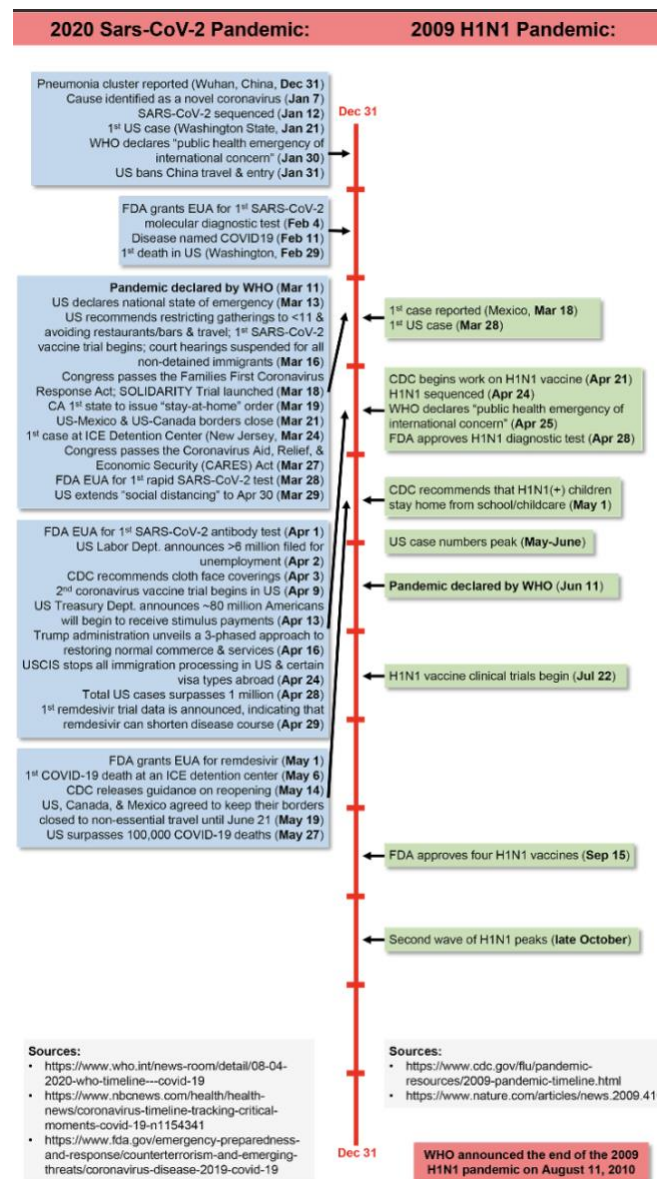 2020 Sars-CoV-2 Pandemic:
2009 H1N1 Pandemic:
Pneumonia cluster reported (Wuhan, China, Dec 31)
Cause identified as a novel coronavirus (Jan 7)
SARS-CoV-2 sequenced (Jan 12)
1st US case (Washington State, Jan 21)
WHO declares "public health emergency of
international concern" (Jan 30)
US bans China travel & entry (Jan 31)
Dec 31
FDA grants EUA for 1st SARS-CoV-2
molecular diagnostic test (Feb 4)
Disease named COVID19 (Feb 11)
1st death in US (Washington, Feb 29)
Pandemic declared by WHO (Mar 11)
US declares national state of emergency (Mar 13)
US recommends restricting gatherings to <11 &
avoiding restaurants/bars & travel; 1st SARS-CoV-2
vaccine trial begins; court hearings suspended for all
non-detained immigrants (Mar 16)
Congress passes the Families First Coronavirus
Response Act; SOLIDARITY Trial launched (Mar 18)
CA 1st state to issue "stay-at-home" order (Mar 19)
US-Mexico & US-Canada borders close (Mar 21)
1st case at ICE Detention Center (New Jersey, Mar 24)
Congress passes the Coronavirus Aid, Relief, &
Economic Security (CARES) Act (Mar 27)
FDA EUA for 1st rapid SARS-CoV-2 test (Mar 28)
US extends "social distancing" to Apr 30 (Mar 29)
FDA EUA for 1st SARS-CoV-2 antibody test (Apr 1)
US Labor Dept. announces >6 million filed for
unemployment (Apr 2)
CDC recommends cloth face coverings (Apr 3)
2nd coronavirus vaccine trial begins in US (Apr 9)
US Treasury Dept. announces ~80 million Americans
will begin to receive stimulus payments (Apr 13)
Trump administration unveils a 3-phased approach to
restoring normal commerce & services (Apr 16)
USCIS stops all immigration processing in US & certain
visa types abroad (Apr 24)
Total US cases surpasses 1 million (Apr 28)
1st remdesivir trial data is announced, indicating that
remdesivir can shorten disease course (Apr 29)
FDA grants EUA for remdesivir (May 1)
1st COVID-19 death at an ICE detention center (May 6)
CDC releases guidance on reopening (May 14)
US, Canada, & Mexico agreed to keep their borders
closed to non-essential travel until June 21 (May 19)
US surpasses 100,000 COVID-19 deaths (May 27)
1st case reported (Mexico, Mar 18)
1st US case (Mar 28)
CDC begins work on H1N1 vaccine (Apr 21)
H1N1 sequenced (Apr 24)
WHO declares "public health emergency of
international concern" (Apr 25)
FDA approves H1N1 diagnostic test (Apr 28)
CDC recommends that H1N1(+) children
stay home from school/childcare (May 1)
US case numbers peak (May-June)
Pandemic declared by WHO (Jun 11)
H1N1 vaccine clinical trials begin (Jul 22)
FDA approves four H1N1 vaccines (Sep 15)
Second wave of H1N1 peaks (late October)
Sources:
• https://www.who.int/news-room/detail/08-04-
2020-who-timeline---covid-19
• https://www.nbcnews.com/health/health-
news/coronavirus-timeline-tracking-critical-
moments-covid-19-n1154341
• https://www.fda.gov/emergency-preparedness-
and-response/counterterrorism-and-emerging-
threats/coronavirus-disease-2019-covid-19
Dec 31
Sources:
• https://www.cdc.gov/flu/pandemic-
resources/2009-pandemic-timeline.html
• https://www.nature.com/articles/news.2009.41
WHO announced the end of the 2009
H1N1 pandemic on August 11, 2010